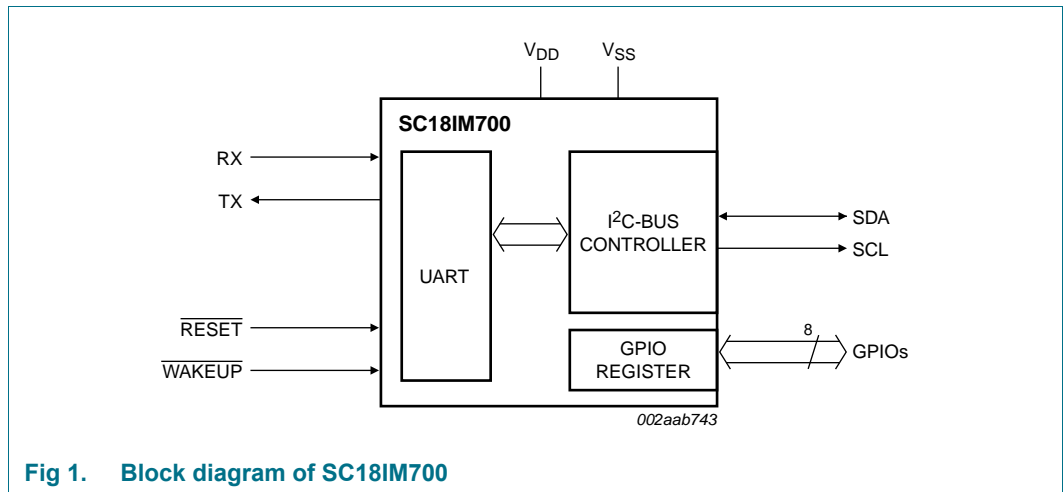 VDD
VSS
SC18IM700
RX
TX
RESET
WAKEUP
UART
I2C-BUS
CONTROLLER
GPIO
REGISTER
SDA
SCL
8
GPIOs
002aab743
Fig 1. Block diagram of SC18IM700